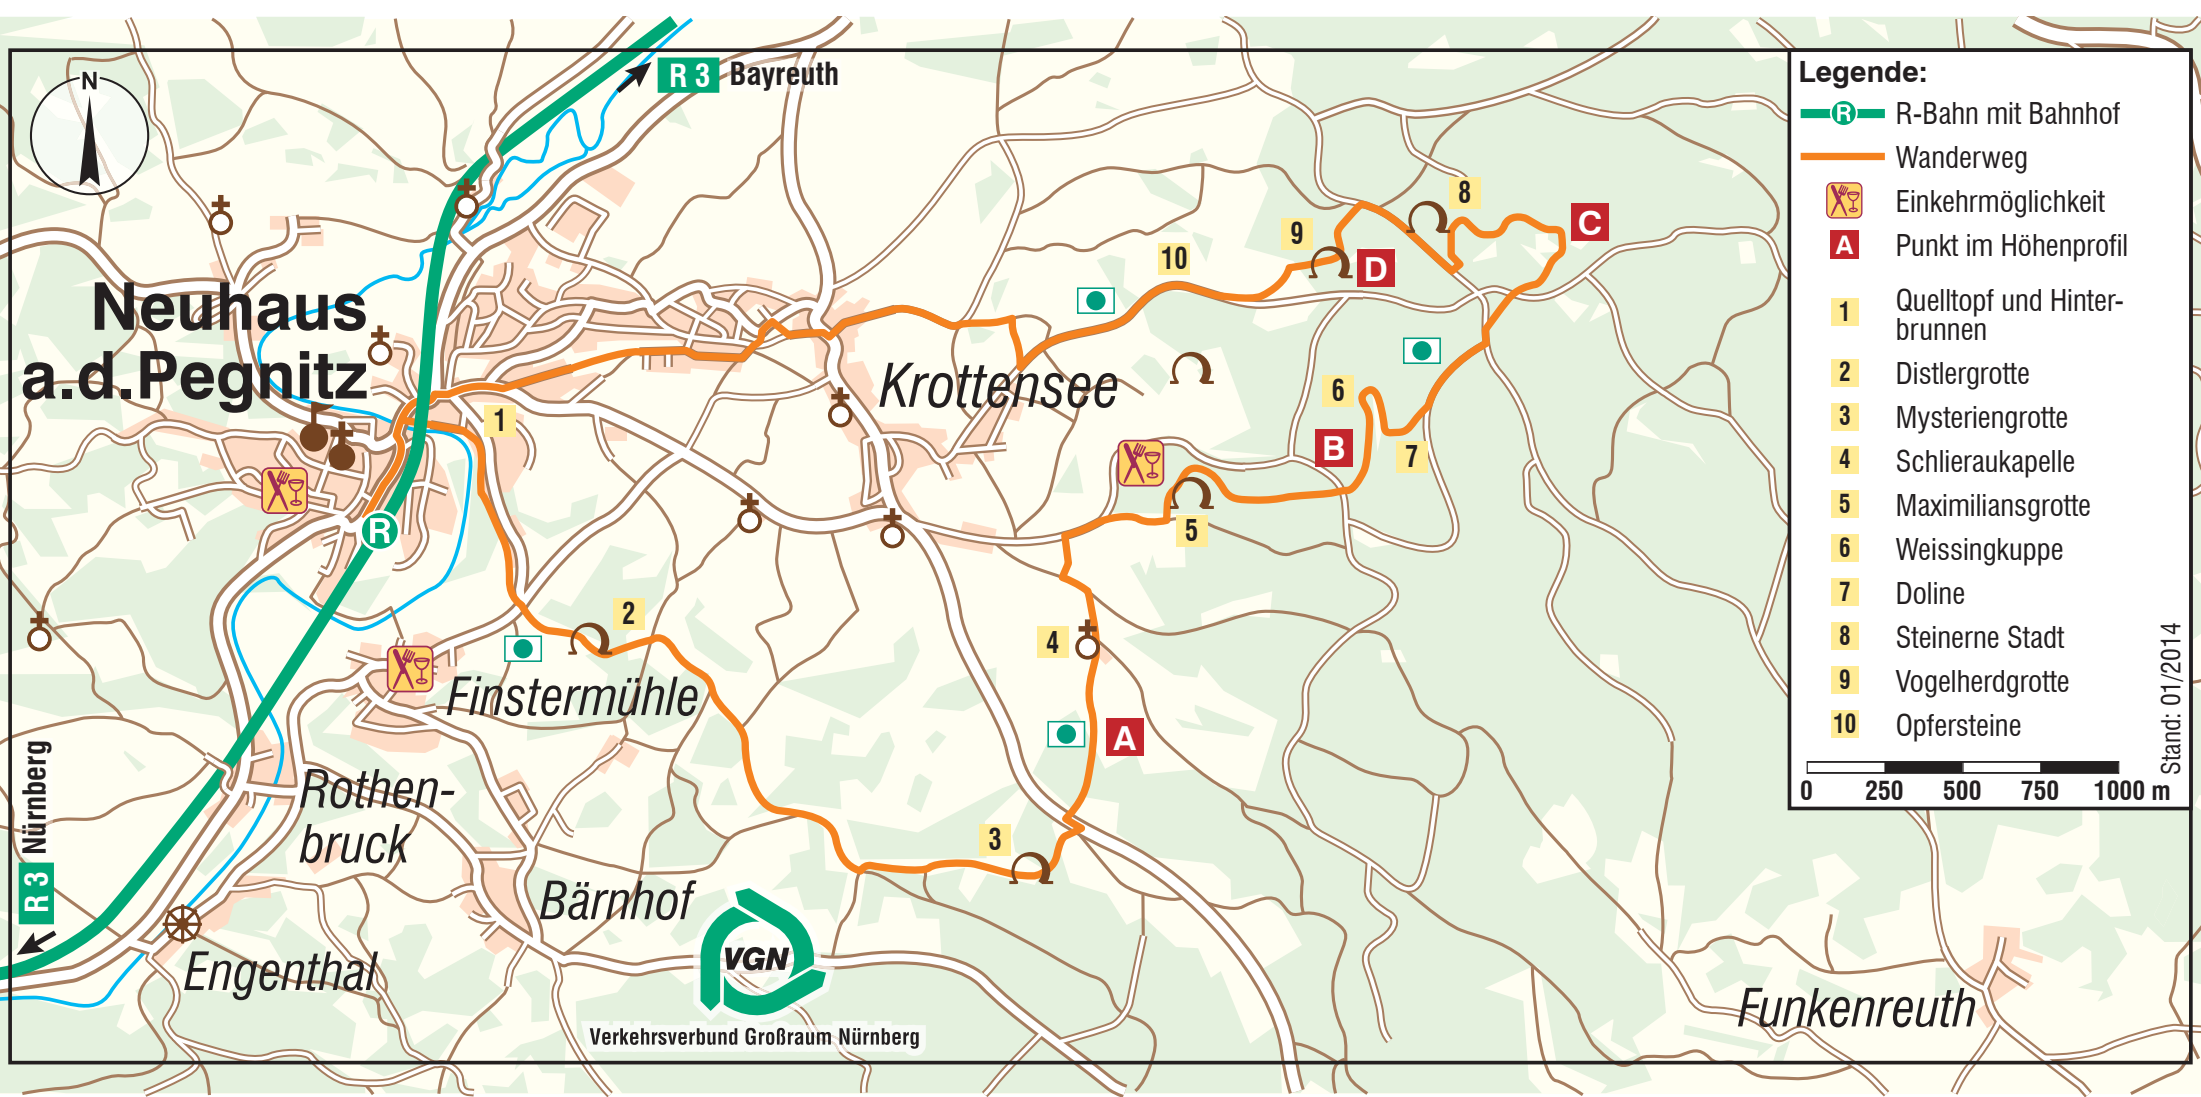 N
R 3 Bayreuth
Neuhaus
a.d.Pegnitz
R
1
2
3
4
5
6
7
8
9
10
A
B
C
D
Krottensee
Finstermühle
Rothen-
bruck
Bärnhof
Engenthal
Funkenreuth
R 3 Nürnberg
VGN
Verkehrsverbund Großraum Nürnberg
Legende:
R R-Bahn mit Bahnhof
Wanderweg
Einkehrmöglichkeit
A Punkt im Höhenprofil
1 Quelltopf und Hinter-
brunnen
2 Distlergrotte
3 Mysteriengrotte
4 Schlieraukapelle
5 Maximiliansgrotte
6 Weissingkuppe
7 Doline
8 Steinerne Stadt
9 Vogelherdgrotte
10 Opfersteine
0 250 500 750 1000 m
Stand: 01/2014